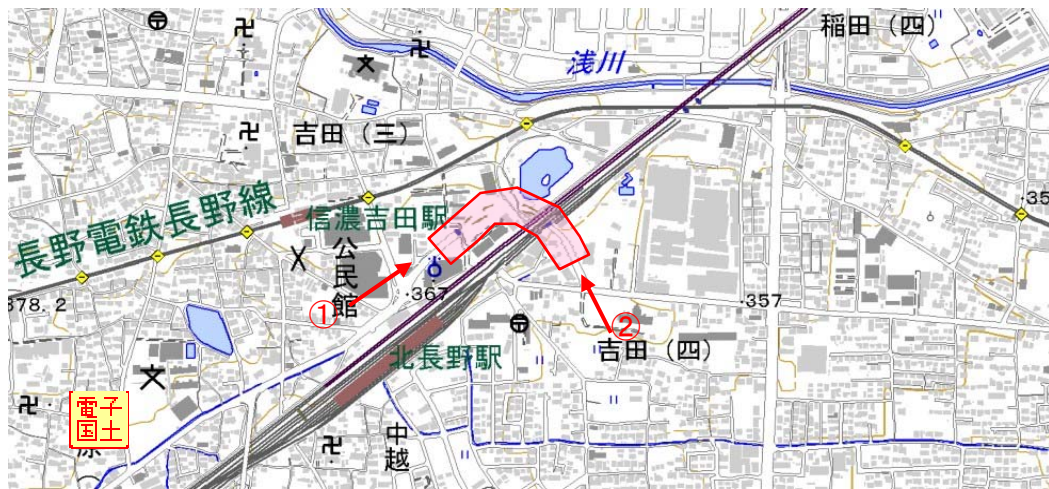 稲田（四）
浅川
吉田（三）
長野電鉄長野線
信濃吉田駅
公民館
378.2
・367
・357
35
①
②
吉田（四）
北長野駅
電子国土
原
中越